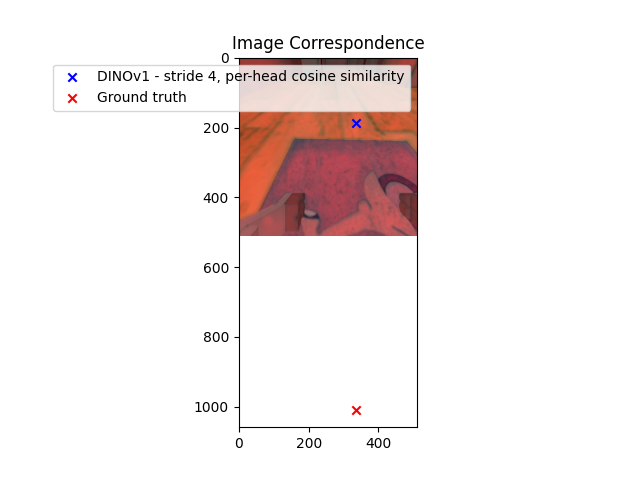 Image Correspondence
DINOv1 - stride 4, per-head cosine similarity
Ground truth
0
200
400
600
800
1000
0 200 400